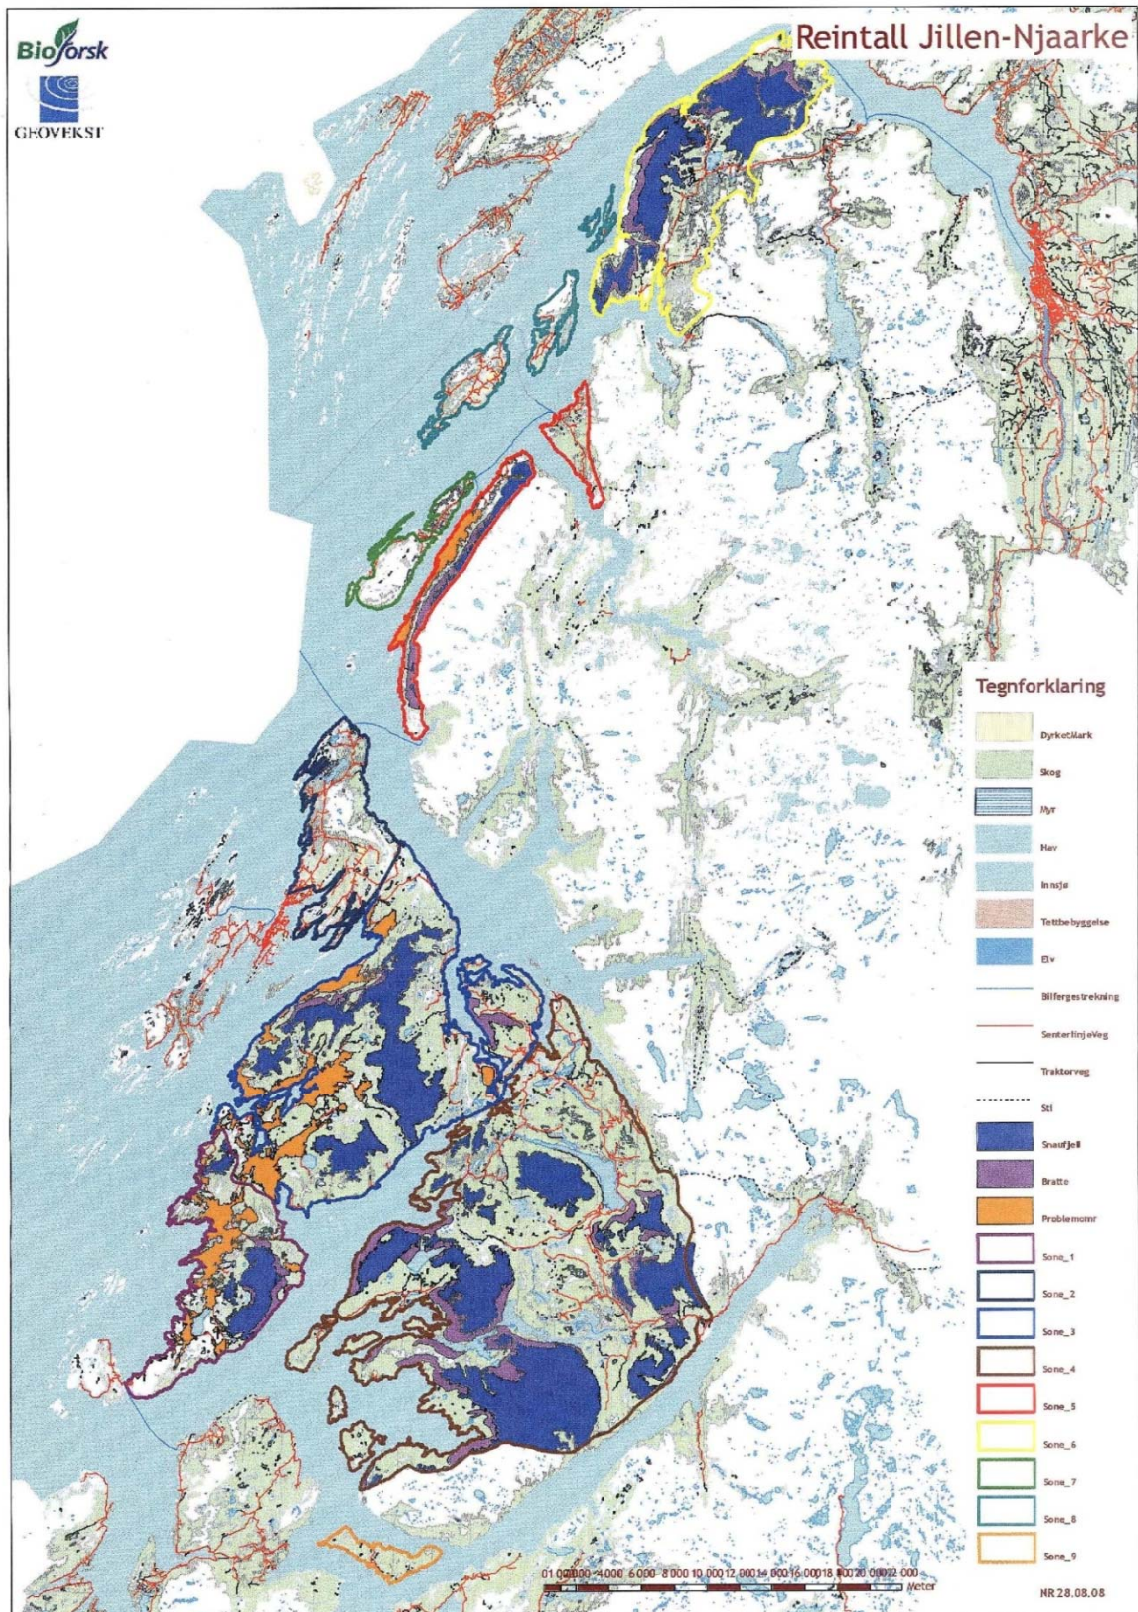 Bioforsk
GEOVEKST
Reintall Jillen-Njaarke
Tegnforklaring
DyrketMark
Skog
Myr
Hav
Innsjø
Tettbebyggelse
Elv
Bilfergestrekning
SenterlinjeVeg
Traktorveg
Sti
Snaufjell
Bratte
Problemomr
Sone_1
Sone_2
Sone_3
Sone_4
Sone_5
Sone_6
Sone_7
Sone_8
Sone_9
Meter
NR 28.08.08